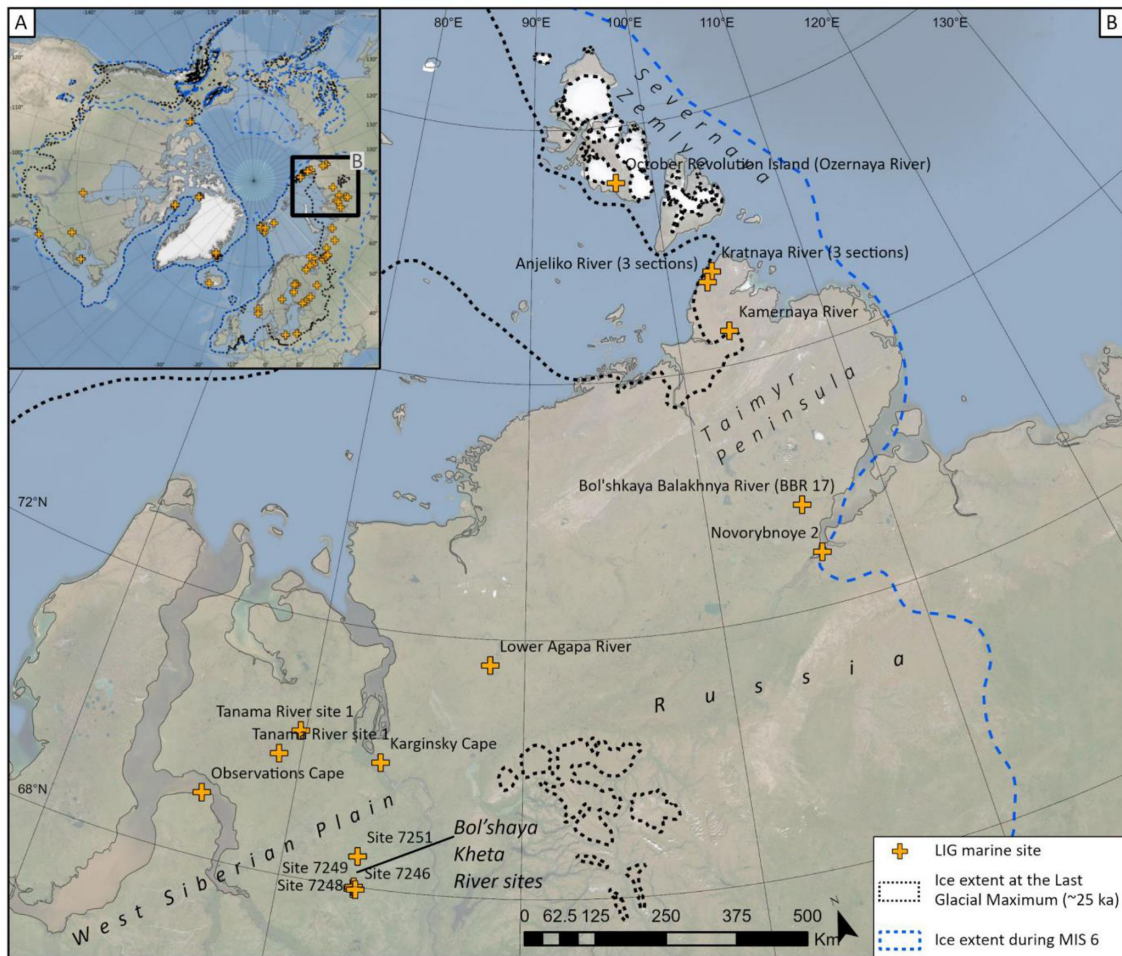 A
B
B
80°E
90°E
100°E
110°E
120°E
130°E
72°N
68°N
Severnaya
Zemlya
October Revolution Island (Ozernaya River)
Anjeliko River (3 sections)
Kratnaya River (3 sections)
Kamernaya River
Taimyr
Peninsula
Bol'shkaya Balakhnya River (BBR 17)
Novorybnoye 2
Lower Agapa River
Russia
Tanama River site 1
Tanama River site 1
Karginsky Cape
Observations Cape
West Siberian Plain
Site 7251
Site 7249
Site 7246
Site 7248
Bol'shaya
Kheta
River sites
0 62.5 125 250 375 500
Km
N
LIG marine site
Ice extent at the Last
Glacial Maximum (~25 ka)
Ice extent during MIS 6